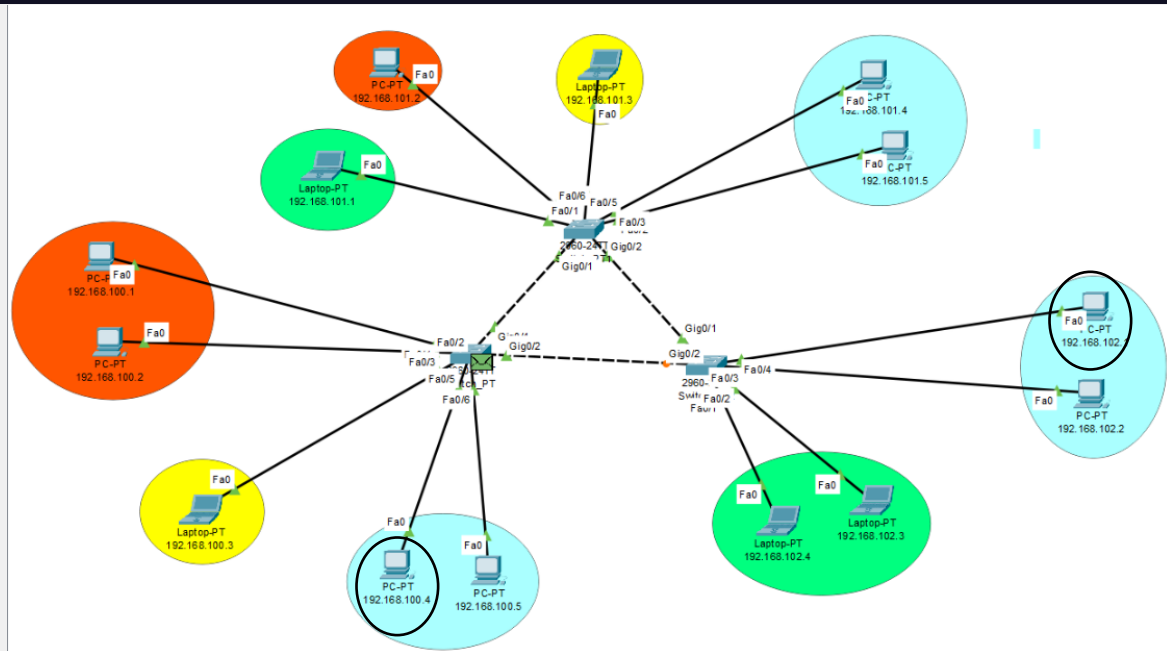 PC-PT
192.168.101.2
Fa0
Laptop-PT
192.168.101.3
Fa0
Fa0
C-PT
192.168.101.4
Fa0
C-PT
192.168.101.5
Fa0
Laptop-PT
192.168.101.1
Fa0/6
Fa0/5
Fa0/1
Fa0/3
Gig0/2
Gig0/1
PC-P
Fa0
192.168.100.1
Fa0
PC-PT
192.168.100.2
Fa0/2
Gig0/2
Fa0/3
Fa0/5
Fa0/6
Gig0/1
Gig0/2
Fa0/4
Fa0/3
Fa0/2
2960-
Fa0
C-PT
192.168.102.
PC-PT
Fa0
192.168.102.2
Fa0
Laptop-PT
192.168.100.3
Fa0
PC-PT
192.168.100.4
Fa0
PC-PT
192.168.100.5
Fa0
Laptop-PT
192.168.102.4
Fa0
Laptop-PT
192.168.102.3